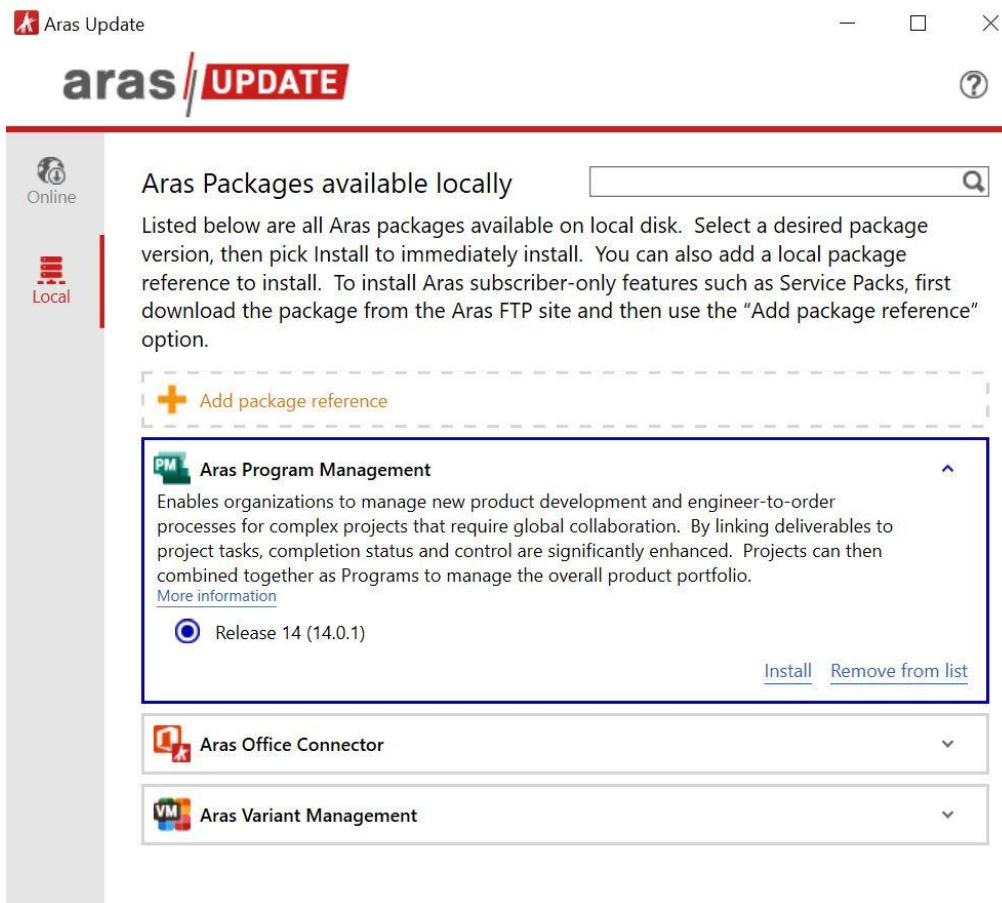 Aras Update
aras UPDATE
?
Online
Local
Aras Packages available locally
Listed below are all Aras packages available on local disk.  Select a desired package
version, then pick Install to immediately install.  You can also add a local package
reference to install.  To install Aras subscriber-only features such as Service Packs, first
download the package from the Aras FTP site and then use the “Add package reference”
option.
Add package reference
PM Aras Program Management
Enables organizations to manage new product development and engineer-to-order
processes for complex projects that require global collaboration.  By linking deliverables to
project tasks, completion status and control are significantly enhanced.  Projects can then
combined together as Programs to manage the overall product portfolio.
More information
Release 14 (14.0.1)
Install Remove from list
Aras Office Connector
VM Aras Variant Management